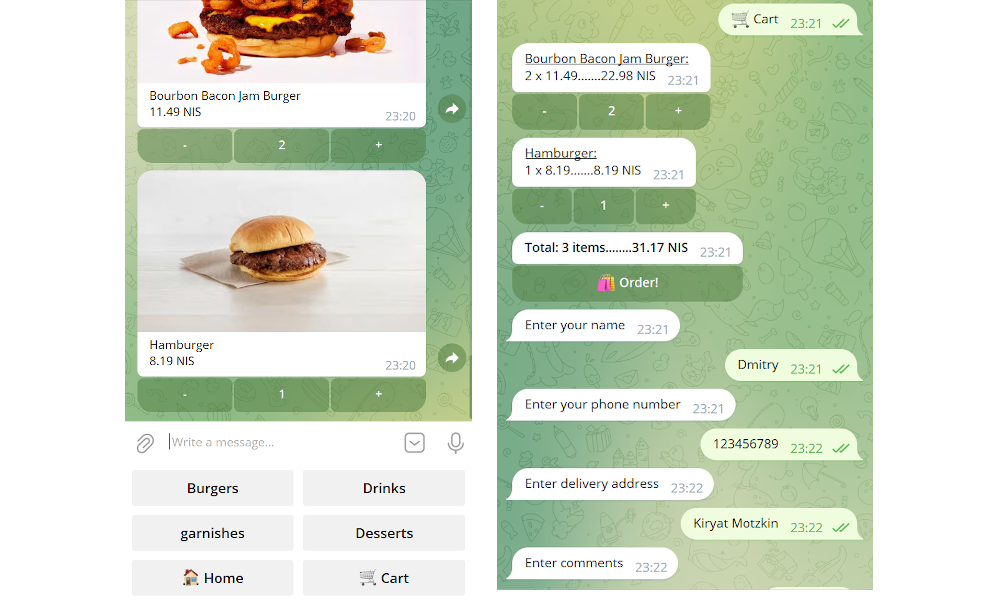 Bourbon Bacon Jam Burger
11.49 NIS
23:20
- 2 +
Hamburger
8.19 NIS
23:20
- 1 +
Write a message...
Burgers
Drinks
garnishes
Desserts
🏠 Home
🛒 Cart
🛒 Cart 23:21
Bourbon Bacon Jam Burger:
2 x 11.49.......22.98 NIS 23:21
- 2 +
Hamburger:
1 x 8.19.......8.19 NIS 23:21
- 1 +
Total: 3 items........31.17 NIS 23:21
🛍️ Order!
Enter your name 23:21
Dmitry 23:21
Enter your phone number 23:21
123456789 23:22
Enter delivery address 23:22
Kiryat Motzkin 23:22
Enter comments 23:22